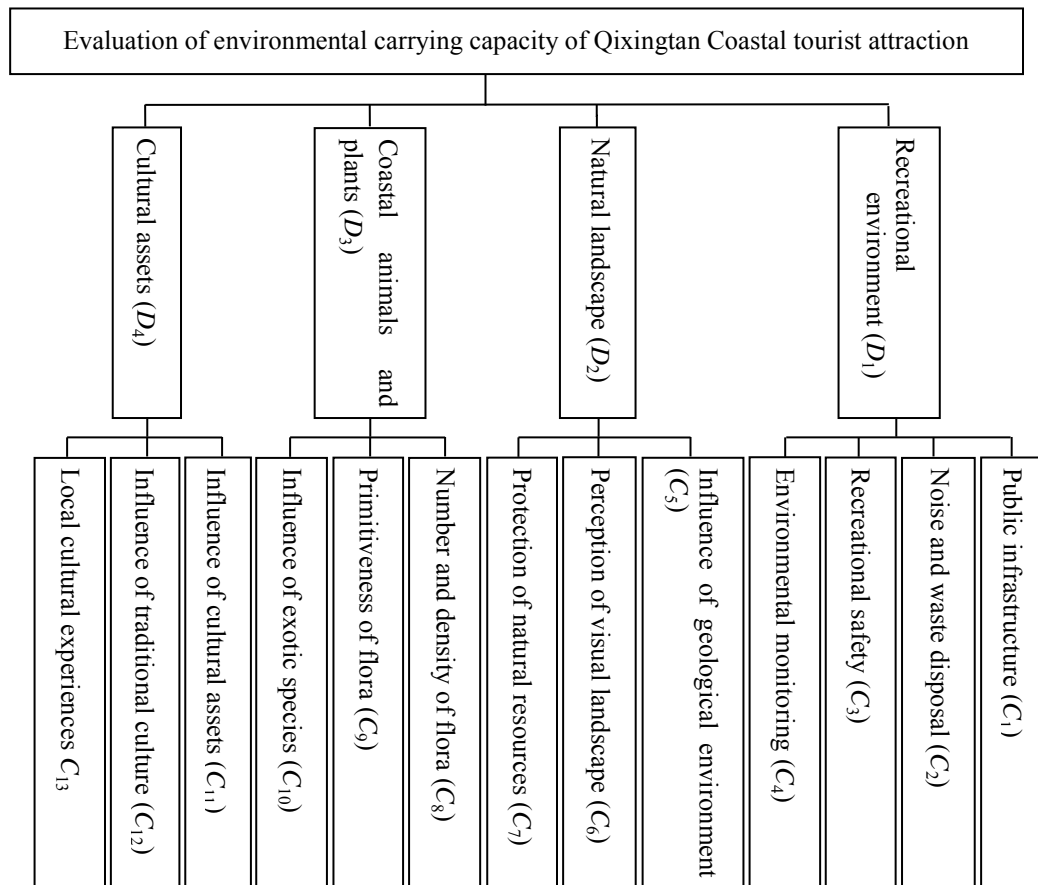 Evaluation of environmental carrying capacity of Qixingtan Coastal tourist attraction
Cultural assets (D₄)
Coastal animals and
plants (D₃)
Natural landscape (D₂)
Recreational
environment (D₁)
Local cultural experiences C₁₃
Influence of traditional culture (C₁₂)
Influence of cultural assets (C₁₁)
Influence of exotic species (C₁₀)
Primitiveness of flora (C₉)
Number and density of flora (C₈)
Protection of natural resources (C₇)
Perception of visual landscape (C₆)
Influence of geological environment
(C₅)
Environmental monitoring (C₄)
Recreational safety (C₃)
Noise and waste disposal (C₂)
Public infrastructure (C₁)